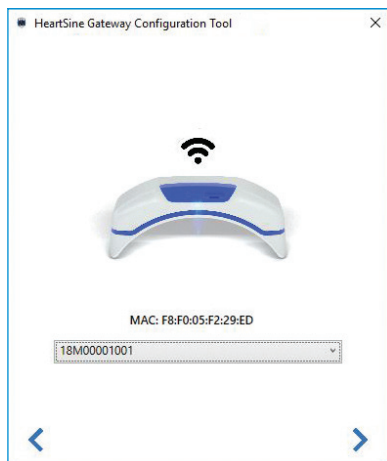 HeartSine Gateway Configuration Tool
MAC: F8:F0:05:F2:29:ED
18M00001001